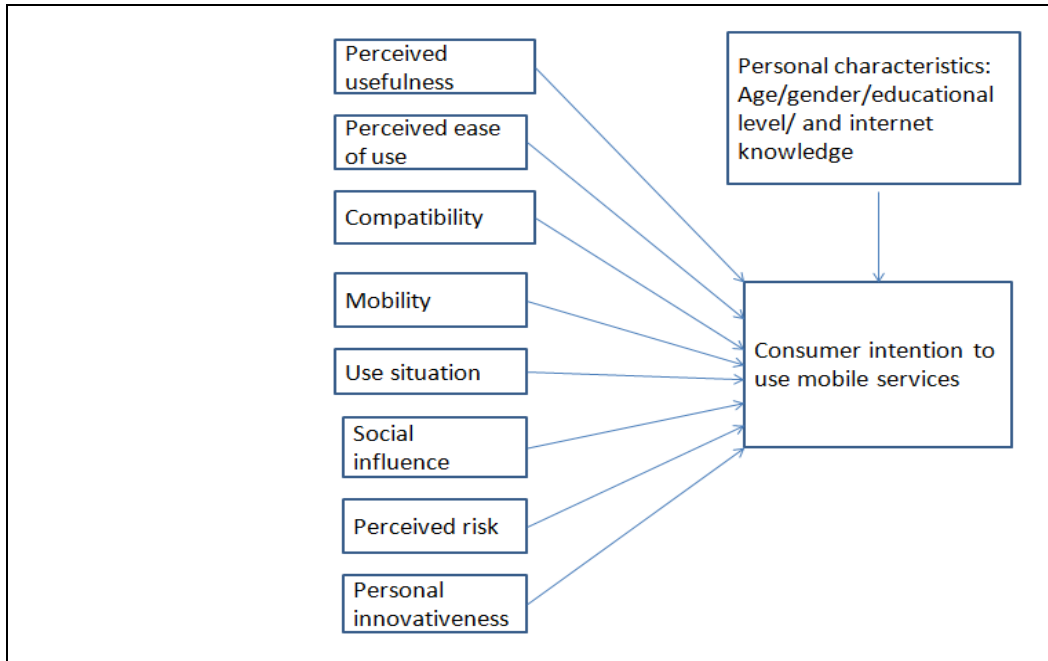 Perceived
usefulness
Perceived ease
of use
Compatibility
Mobility
Use situation
Social
influence
Perceived risk
Personal
innovativeness
Personal characteristics:
Age/gender/educational
level/ and internet
knowledge
Consumer intention to
use mobile services